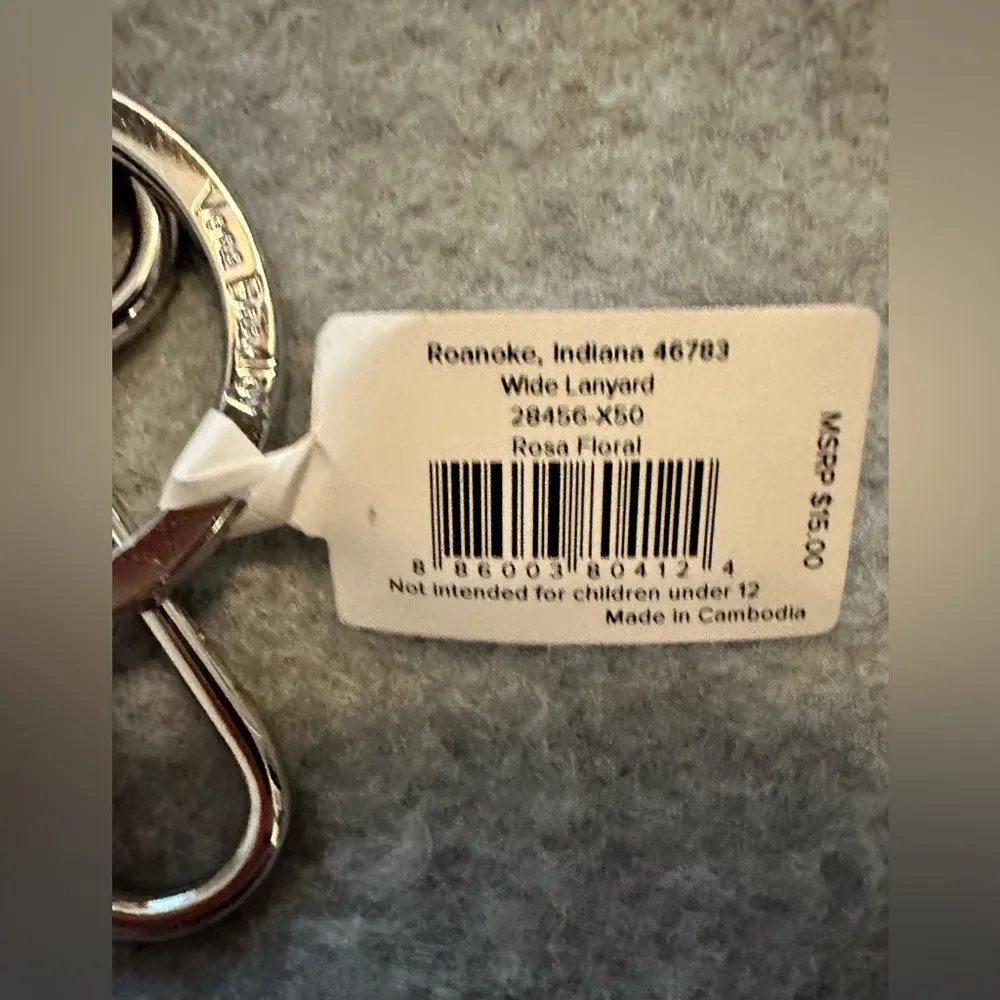 Vera Bradley
Roanoke, Indiana 46783
Wide Lanyard
28456-X50
Rosa Floral
8 86003 80412 4
Not intended for children under 12
Made in Cambodia
MSRP $15.00